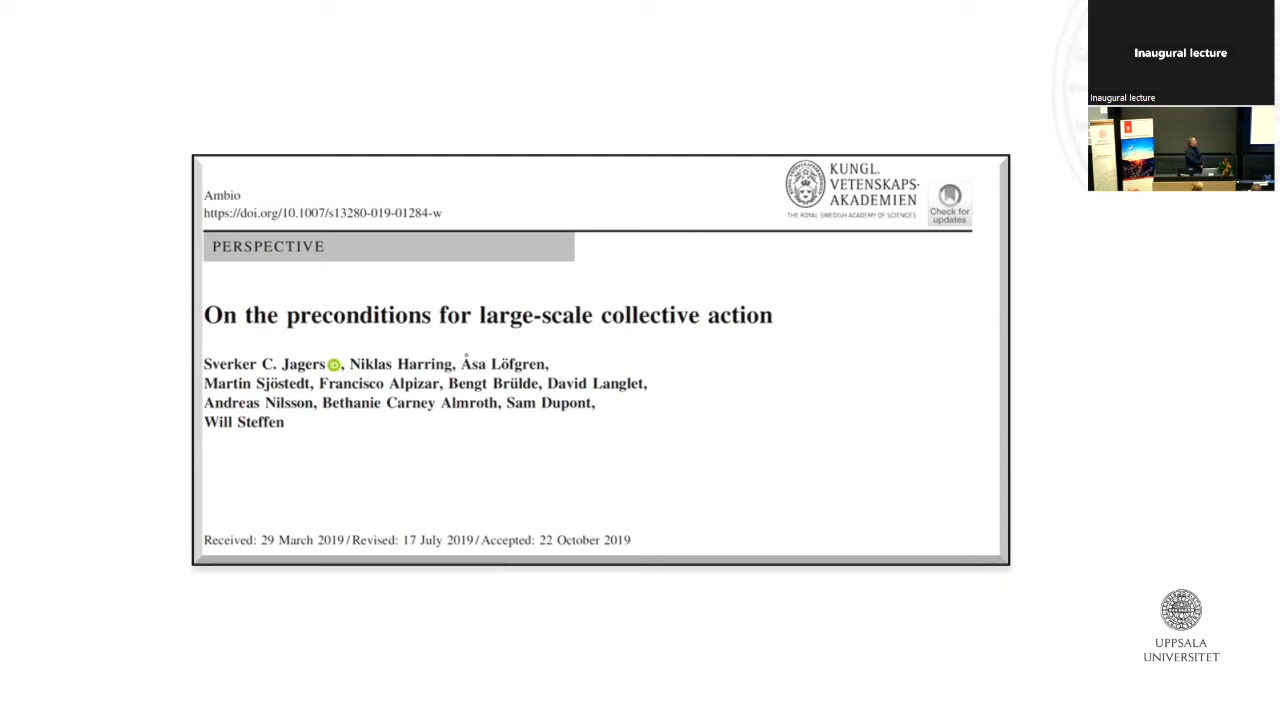 Inaugural lecture
Inaugural lecture
Ambio
https://doi.org/10.1007/s13280-019-01284-w
KUNGL.
VETENSKAPS-
AKADEMIEN
THE ROYAL SWEDISH ACADEMY OF SCIENCES
Check for
updates
PERSPECTIVE
On the preconditions for large-scale collective action
Sverker C. Jagers, Niklas Harring, Åsa Löfgren,
Martin Sjöstedt, Francisco Alpizar, Bengt Brülde, David Langlet,
Andreas Nilsson, Bethanie Carney Almroth, Sam Dupont,
Will Steffen
Received: 29 March 2019 / Revised: 17 July 2019 / Accepted: 22 October 2019
UPPSALA
UNIVERSITET